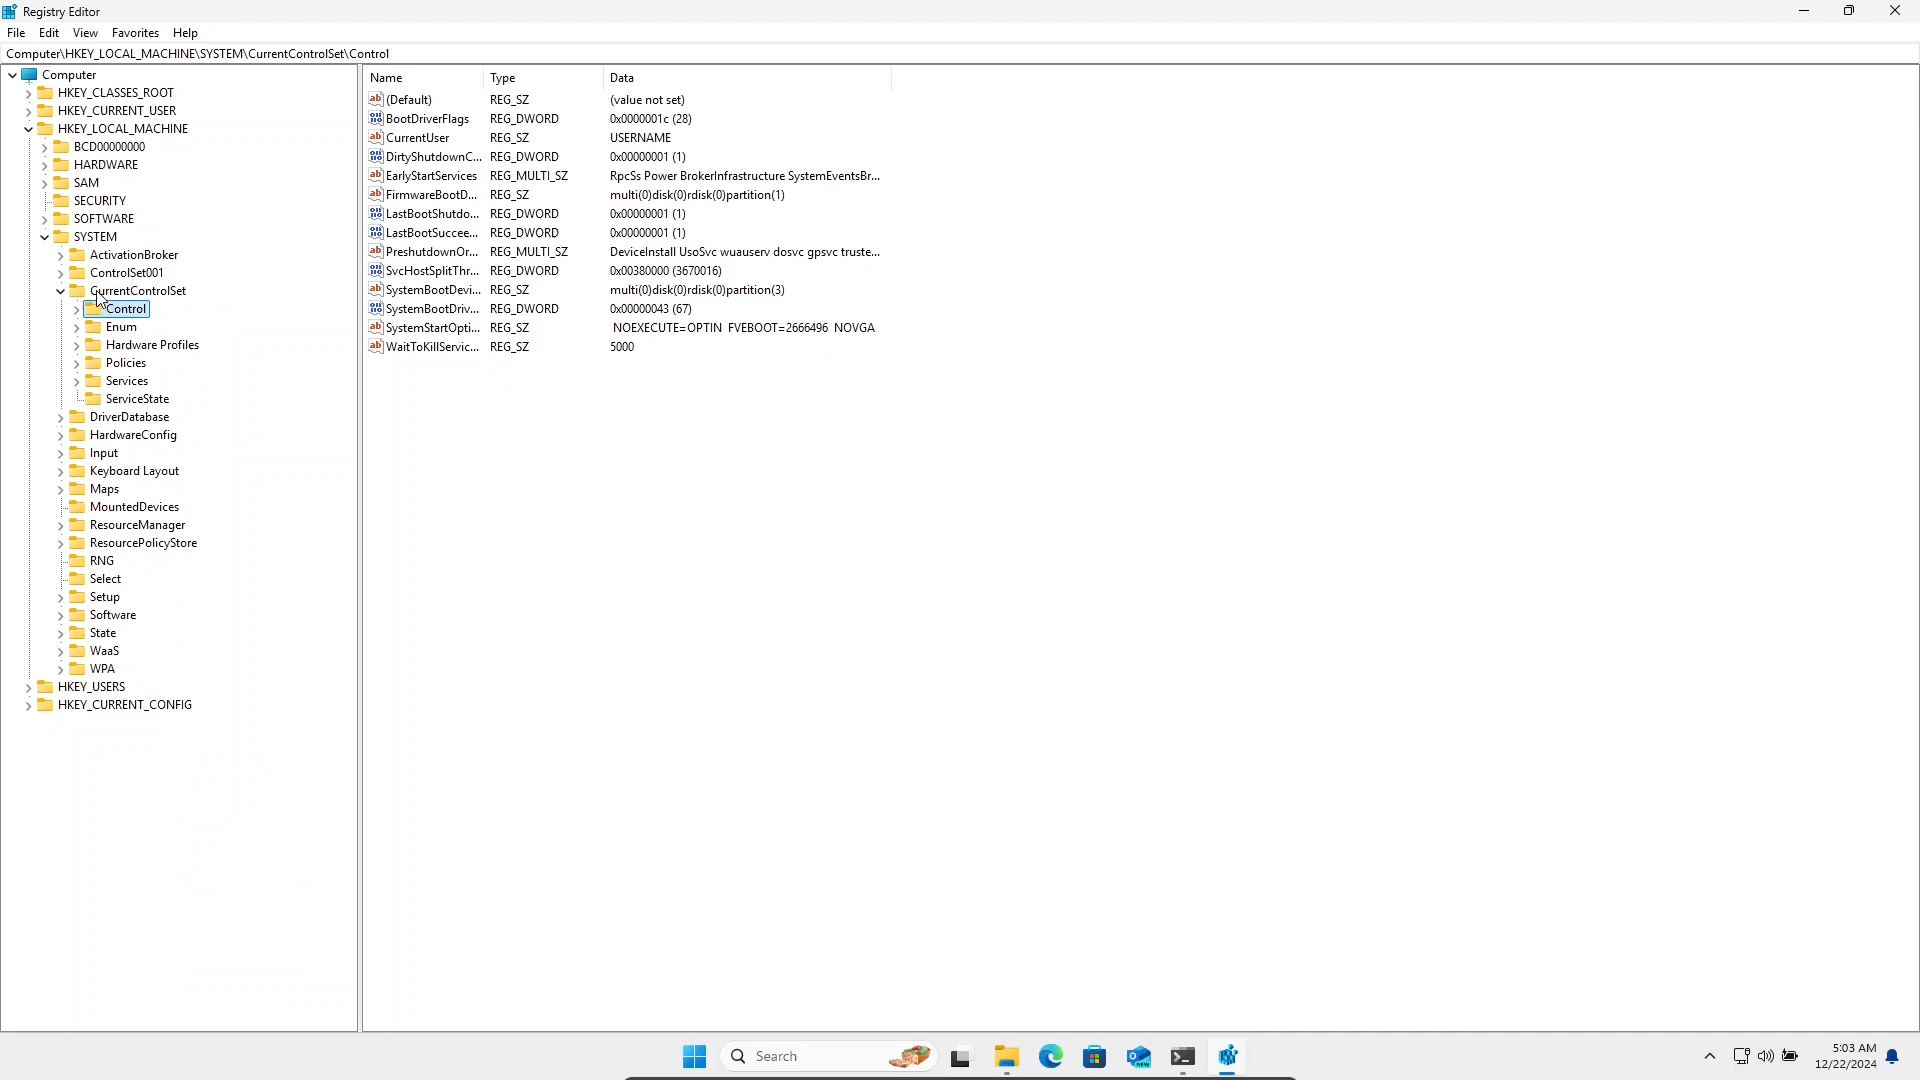 Registry Editor
File Edit View Favorites Help
Computer\HKEY_LOCAL_MACHINE\SYSTEM\CurrentControlSet\Control
Computer
HKEY_CLASSES_ROOT
HKEY_CURRENT_USER
HKEY_LOCAL_MACHINE
BCD00000000
HARDWARE
SAM
SECURITY
SOFTWARE
SYSTEM
ActivationBroker
ControlSet001
CurrentControlSet
Control
Enum
Hardware Profiles
Policies
Services
ServiceState
DriverDatabase
HardwareConfig
Input
Keyboard Layout
Maps
MountedDevices
ResourceManager
ResourcePolicyStore
RNG
Select
Setup
Software
State
WaaS
WPA
HKEY_USERS
HKEY_CURRENT_CONFIG
Name Type Data
(Default) REG_SZ (value not set)
BootDriverFlags REG_DWORD 0x0000001c (28)
CurrentUser REG_SZ USERNAME
DirtyShutdownC... REG_DWORD 0x00000001 (1)
EarlyStartServices REG_MULTI_SZ RpcSs Power BrokerInfrastructure SystemEventsBr...
FirmwareBootD... REG_SZ multi(0)disk(0)rdisk(0)partition(1)
LastBootShutdo... REG_DWORD 0x00000001 (1)
LastBootSuccee... REG_DWORD 0x00000001 (1)
PreshutdownOr... REG_MULTI_SZ DeviceInstall UsoSvc wuauserv dosvc gpsvc truste...
SvcHostSplitThr... REG_DWORD 0x00380000 (3670016)
SystemBootDevi... REG_SZ multi(0)disk(0)rdisk(0)partition(3)
SystemBootDriv... REG_DWORD 0x00000043 (67)
SystemStartOpti... REG_SZ NOEXECUTE=OPTIN FVEBOOT=2666496 NOVGA
WaitToKillServic... REG_SZ 5000
Search
NEW
5:03 AM
12/22/2024